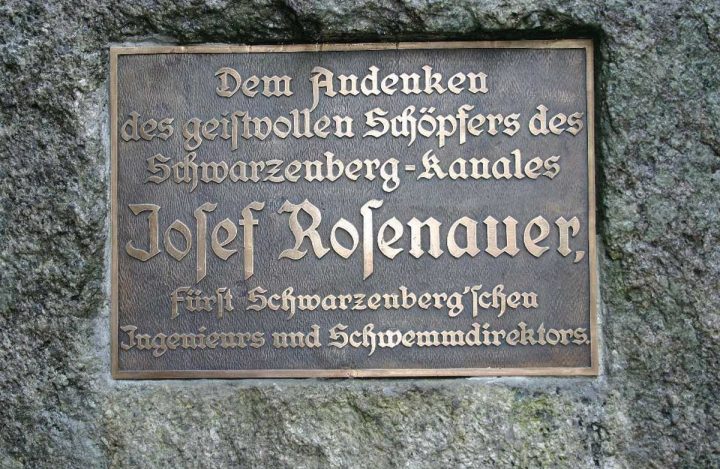 Dem Andenken
des geiſtvollen Schöpfers des
Schwarzenberg-Kanales
Joſef Roſenauer,
Fürſt Schwarzenberg'ſchen
Ingenieurs und Schwemmdirektors.